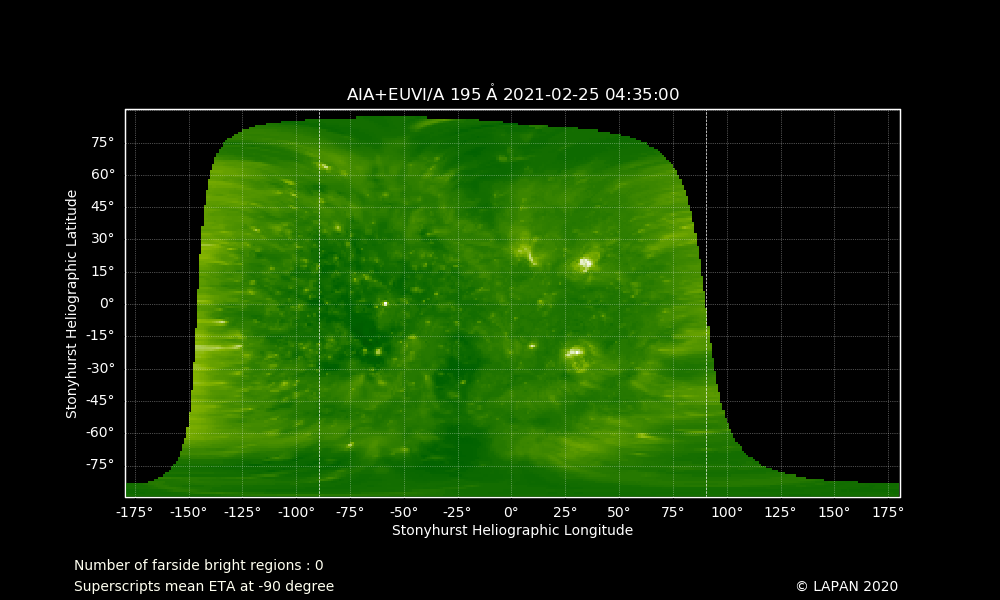 AIA+EUVI/A 195 Å 2021-02-25 04:35:00
75°
60°
45°
30°
15°
0°
-15°
-30°
-45°
-60°
-75°
Stonyhurst Heliographic Latitude
-175° -150° -125° -100° -75° -50° -25° 0° 25° 50° 75° 100° 125° 150° 175°
Stonyhurst Heliographic Longitude
Number of farside bright regions : 0
Superscripts mean ETA at -90 degree
© LAPAN 2020